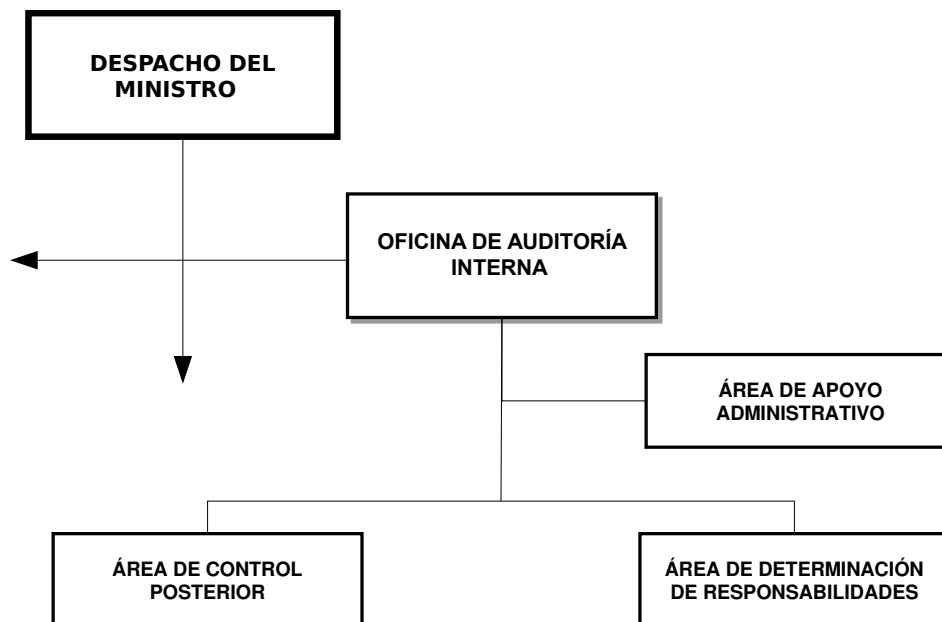 DESPACHO DEL
MINISTRO
OFICINA DE AUDITORÍA
INTERNA
ÁREA DE APOYO
ADMINISTRATIVO
ÁREA DE CONTROL
POSTERIOR
ÁREA DE DETERMINACIÓN
DE RESPONSABILIDADES